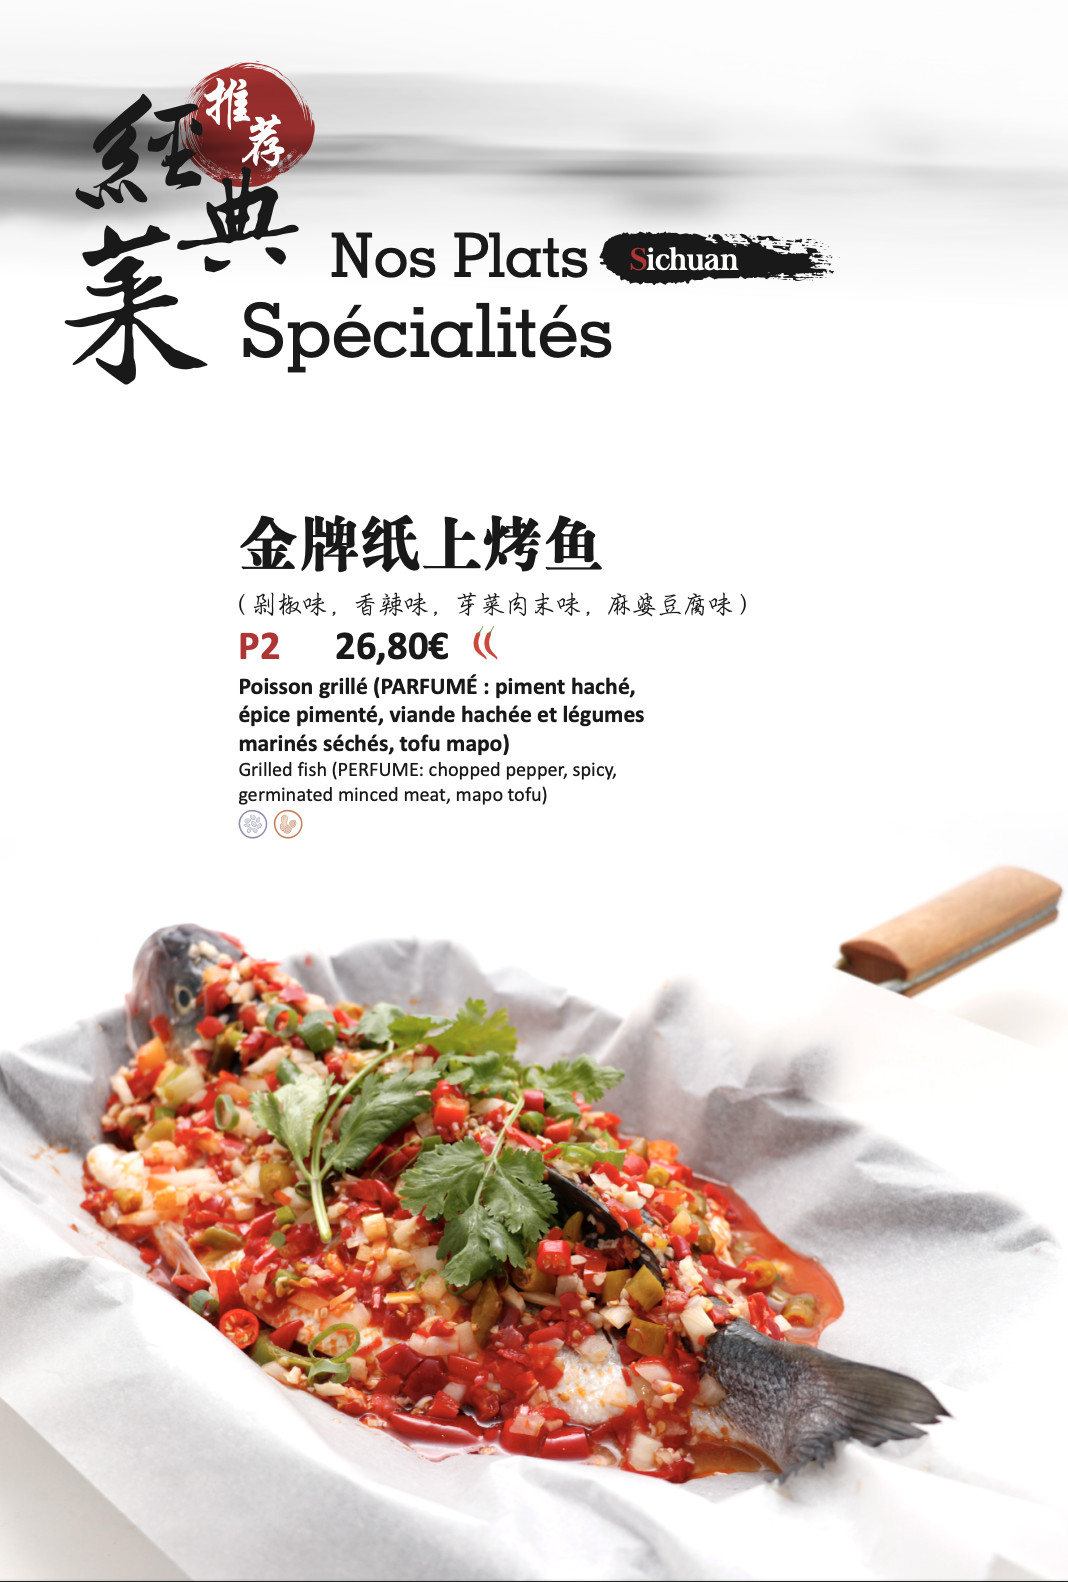 推荐
經典菜
Nos Plats Sichuan
Spécialités
金牌纸上烤鱼
(剁椒味, 香辣味, 芽菜肉末味, 麻婆豆腐味)
P2 26,80€
Poisson grillé (PARFUMÉ : piment haché,
épice pimenté, viande hachée et légumes
marinés séchés, tofu mapo)
Grilled fish (PERFUME: chopped pepper, spicy,
germinated minced meat, mapo tofu)